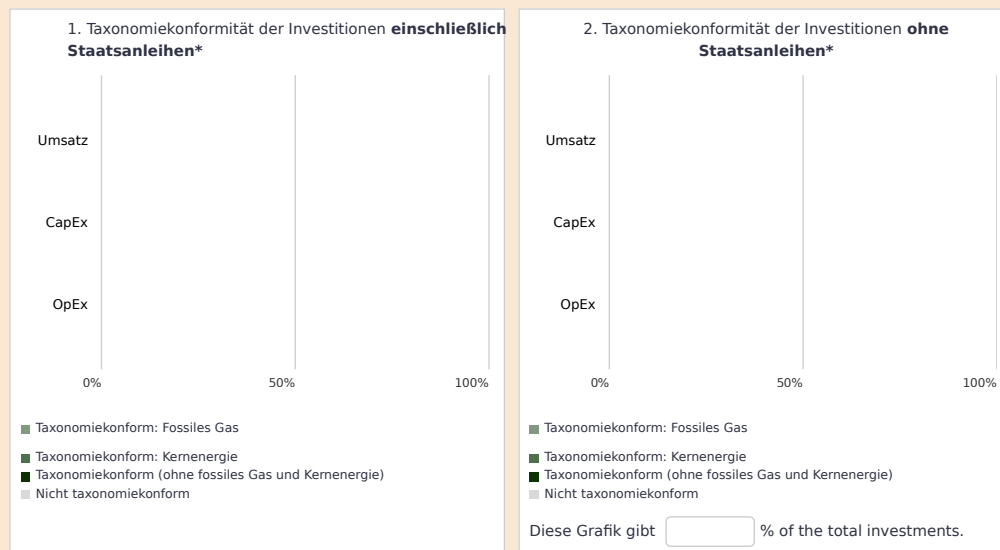 1. Taxonomiekonformität der Investitionen einschließlich
Staatsanleihen*
Umsatz
CapEx
OpEx
0% 50% 100%
Taxonomiekonform: Fossiles Gas
Taxonomiekonform: Kernenergie
Taxonomiekonform (ohne fossiles Gas und Kernenergie)
Nicht taxonomiekonform
2. Taxonomiekonformität der Investitionen ohne
Staatsanleihen*
Umsatz
CapEx
OpEx
0% 50% 100%
Taxonomiekonform: Fossiles Gas
Taxonomiekonform: Kernenergie
Taxonomiekonform (ohne fossiles Gas und Kernenergie)
Nicht taxonomiekonform
Diese Grafik gibt % of the total investments.